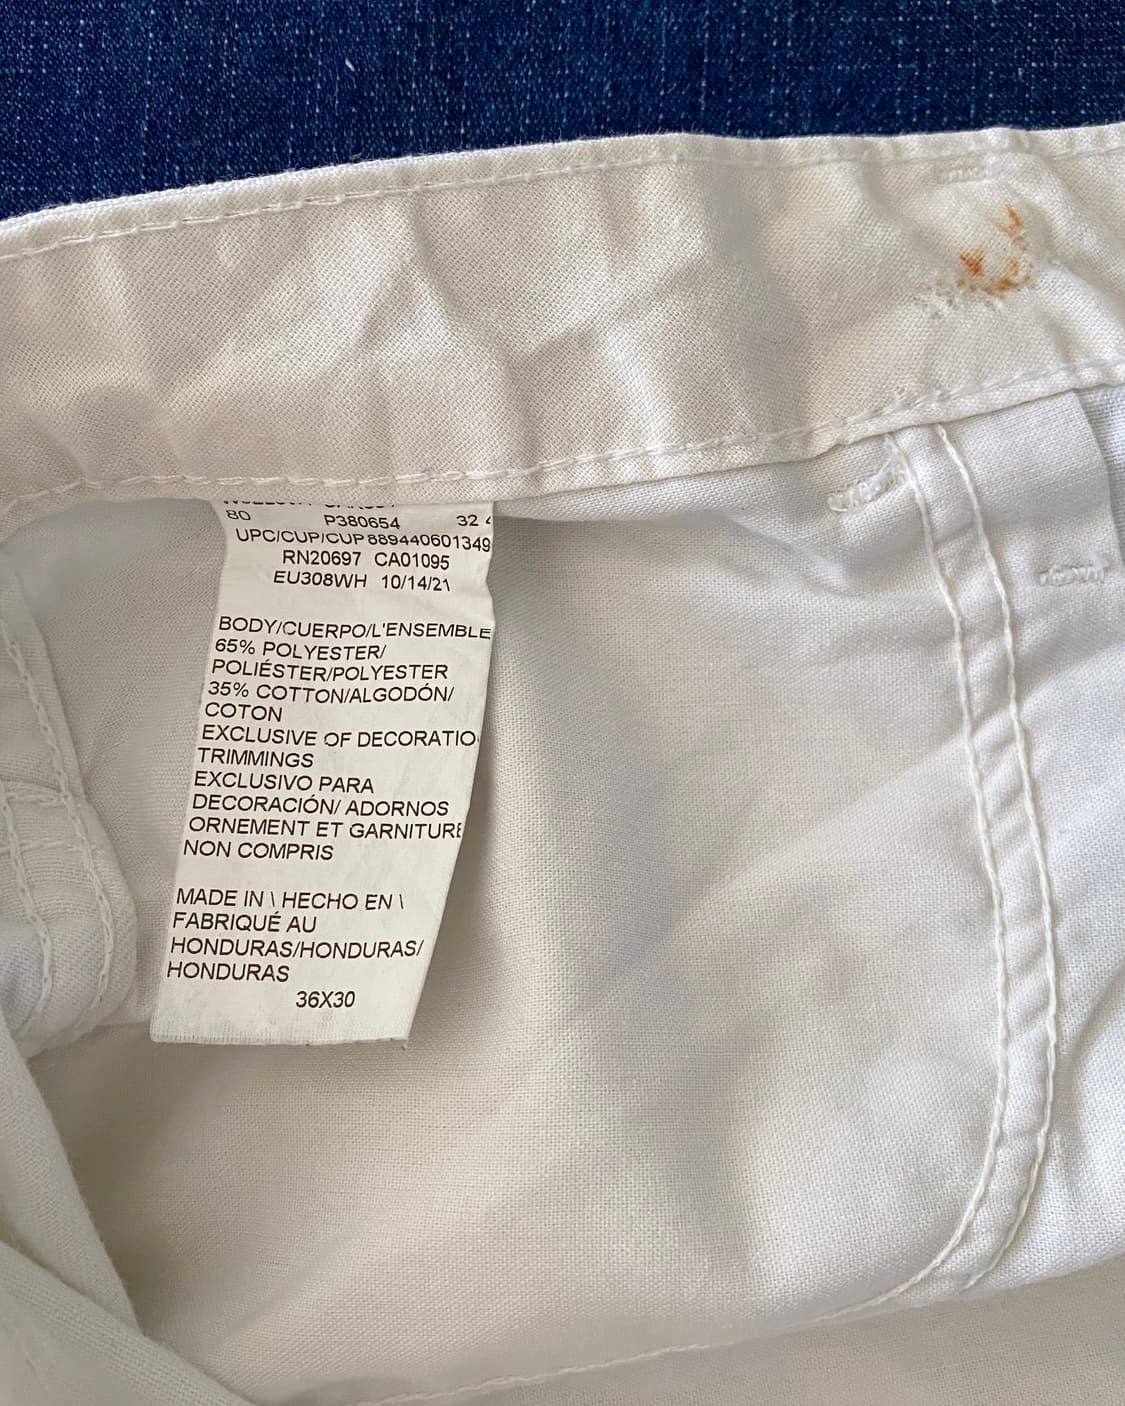 80 P380654 32
UPC/CUP/CUP 889440601349
RN20697 CA01095
EU308WH 10/14/21
BODY/CUERPO/L'ENSEMBLE
65% POLYESTER/
POLIÉSTER/POLYESTER
35% COTTON/ALGODÓN/
COTON
EXCLUSIVE OF DECORATIO
TRIMMINGS
EXCLUSIVO PARA
DECORACIÓN/ ADORNOS
ORNEMENT ET GARNITURE
NON COMPRIS
MADE IN \ HECHO EN \
FABRIQUÉ AU
HONDURAS/HONDURAS/
HONDURAS
36X30